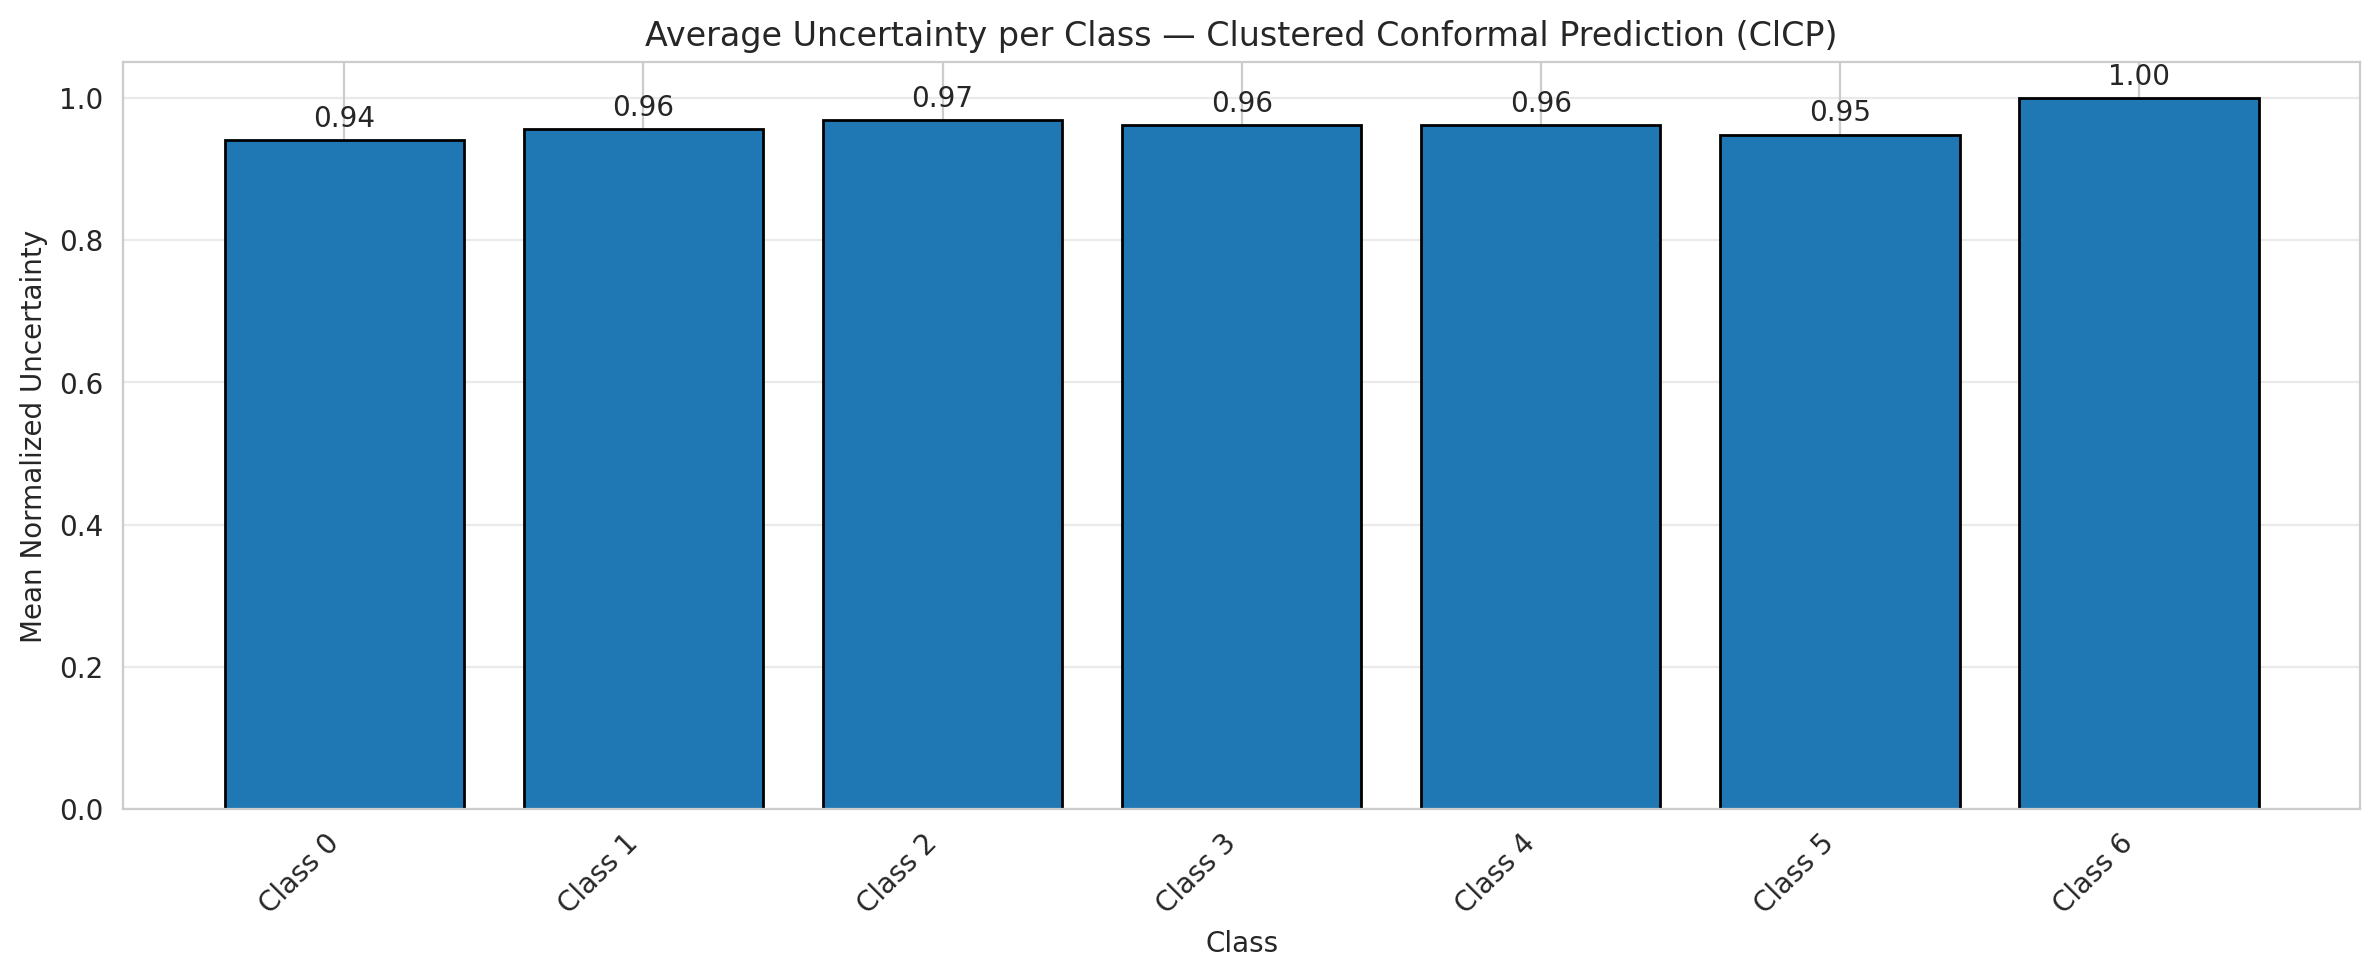 Average Uncertainty per Class — Clustered Conformal Prediction (ClCP)
Mean Normalized Uncertainty
1.0
0.8
0.6
0.4
0.2
0.0
0.94
0.96
0.97
0.96
0.96
0.95
1.00
Class 0
Class 1
Class 2
Class 3
Class 4
Class 5
Class 6
Class